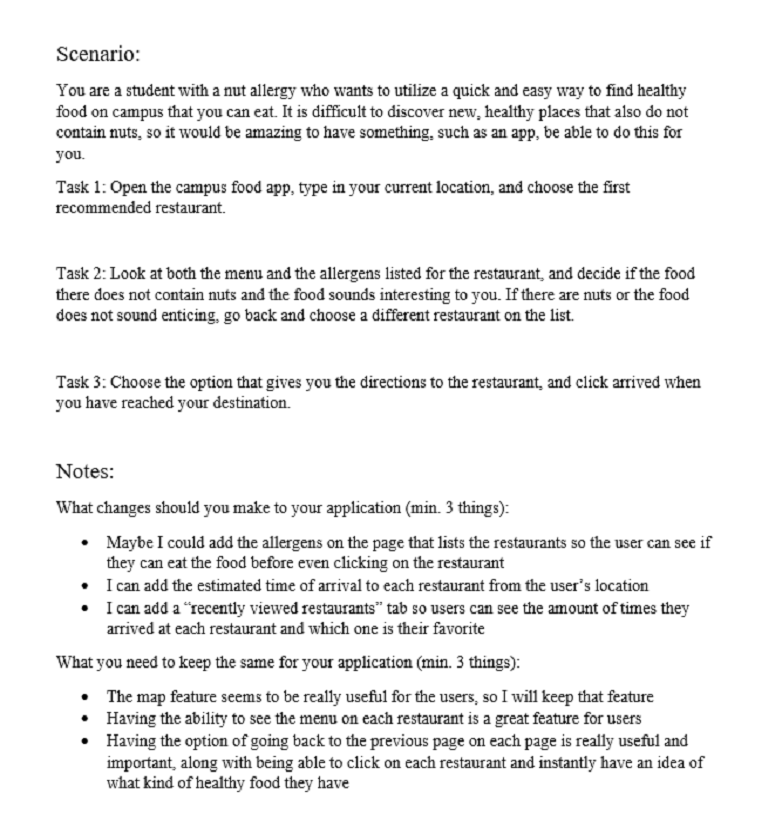 Scenario:
You are a student with a nut allergy who wants to utilize a quick and easy way to find healthy
food on campus that you can eat. It is difficult to discover new, healthy places that also do not
contain nuts, so it would be amazing to have something, such as an app, be able to do this for
you.
Task 1: Open the campus food app, type in your current location, and choose the first
recommended restaurant.
Task 2: Look at both the menu and the allergens listed for the restaurant, and decide if the food
there does not contain nuts and the food sounds interesting to you. If there are nuts or the food
does not sound enticing, go back and choose a different restaurant on the list.
Task 3: Choose the option that gives you the directions to the restaurant, and click arrived when
you have reached your destination.
Notes:
What changes should you make to your application (min. 3 things):
• Maybe I could add the allergens on the page that lists the restaurants so the user can see if
they can eat the food before even clicking on the restaurant
• I can add the estimated time of arrival to each restaurant from the user's location
• I can add a "recently viewed restaurants" tab so users can see the amount of times they
arrived at each restaurant and which one is their favorite
What you need to keep the same for your application (min. 3 things):
• The map feature seems to be really useful for the users, so I will keep that feature
• Having the ability to see the menu on each restaurant is a great feature for users
• Having the option of going back to the previous page on each page is really useful and
important, along with being able to click on each restaurant and instantly have an idea of
what kind of healthy food they have